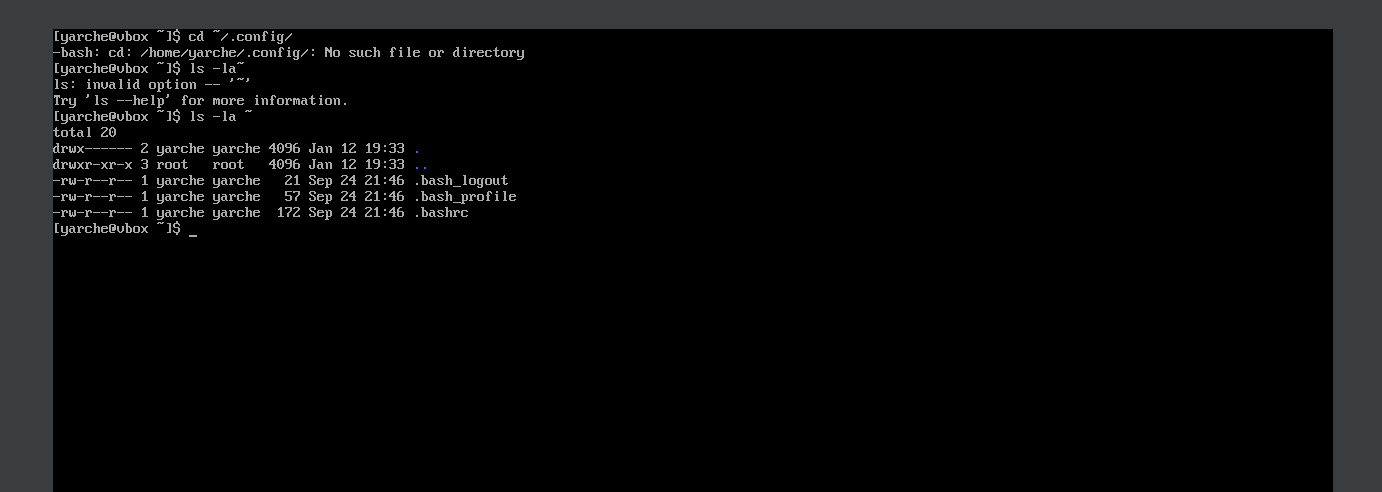 [yarche@vbox ~]$ cd ~/.config/
-bash: cd: /home/yarche/.config/: No such file or directory
[yarche@vbox ~]$ ls -la~
ls: invalid option -- '~'
Try 'ls --help' for more information.
[yarche@vbox ~]$ ls -la ~
total 20
drwx------ 2 yarche yarche 4096 Jan 12 19:33 .
drwxr-xr-x 3 root   root   4096 Jan 12 19:33 ..
-rw-r--r-- 1 yarche yarche   21 Sep 24 21:46 .bash_logout
-rw-r--r-- 1 yarche yarche   57 Sep 24 21:46 .bash_profile
-rw-r--r-- 1 yarche yarche  172 Sep 24 21:46 .bashrc
[yarche@vbox ~]$ _